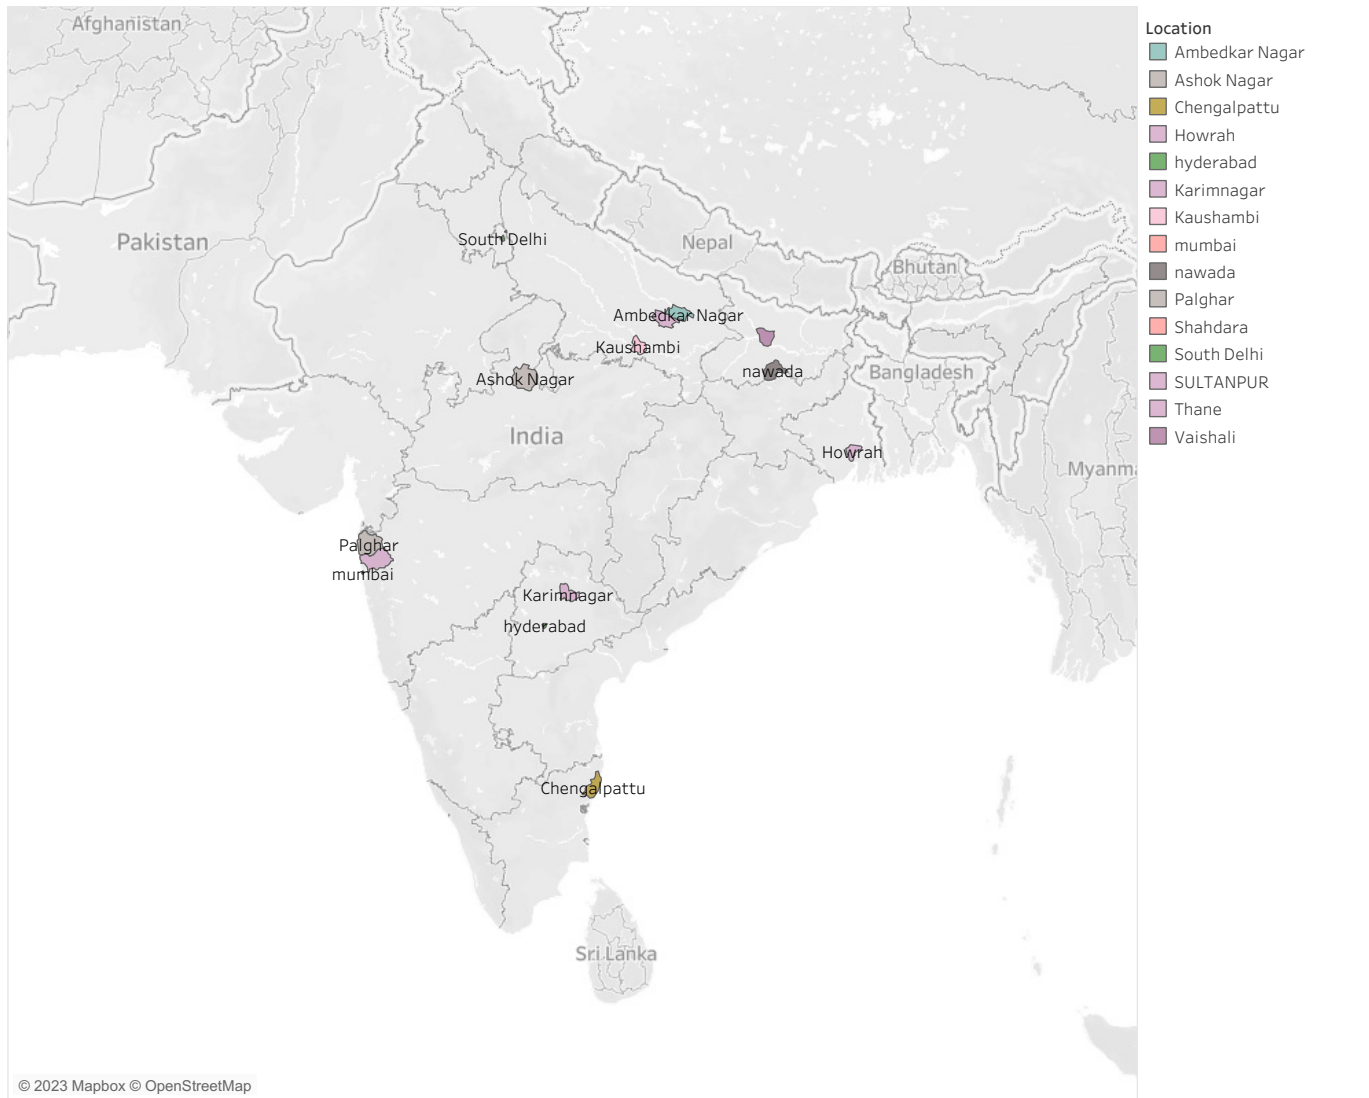 Afghanistan
Pakistan
Nepal
Bhutan
South Delhi
Ambedkar Nagar
Kaushambi
nawada
Bangladesh
Ashok Nagar
India
Howrah
Myanma
Palghar
mumbai
Karimnagar
hyderabad
Chengalpattu
Sri Lanka
© 2023 Mapbox © OpenStreetMap
Location
Ambedkar Nagar
Ashok Nagar
Chengalpattu
Howrah
hyderabad
Karimnagar
Kaushambi
mumbai
nawada
Palghar
Shahdara
South Delhi
SULTANPUR
Thane
Vaishali